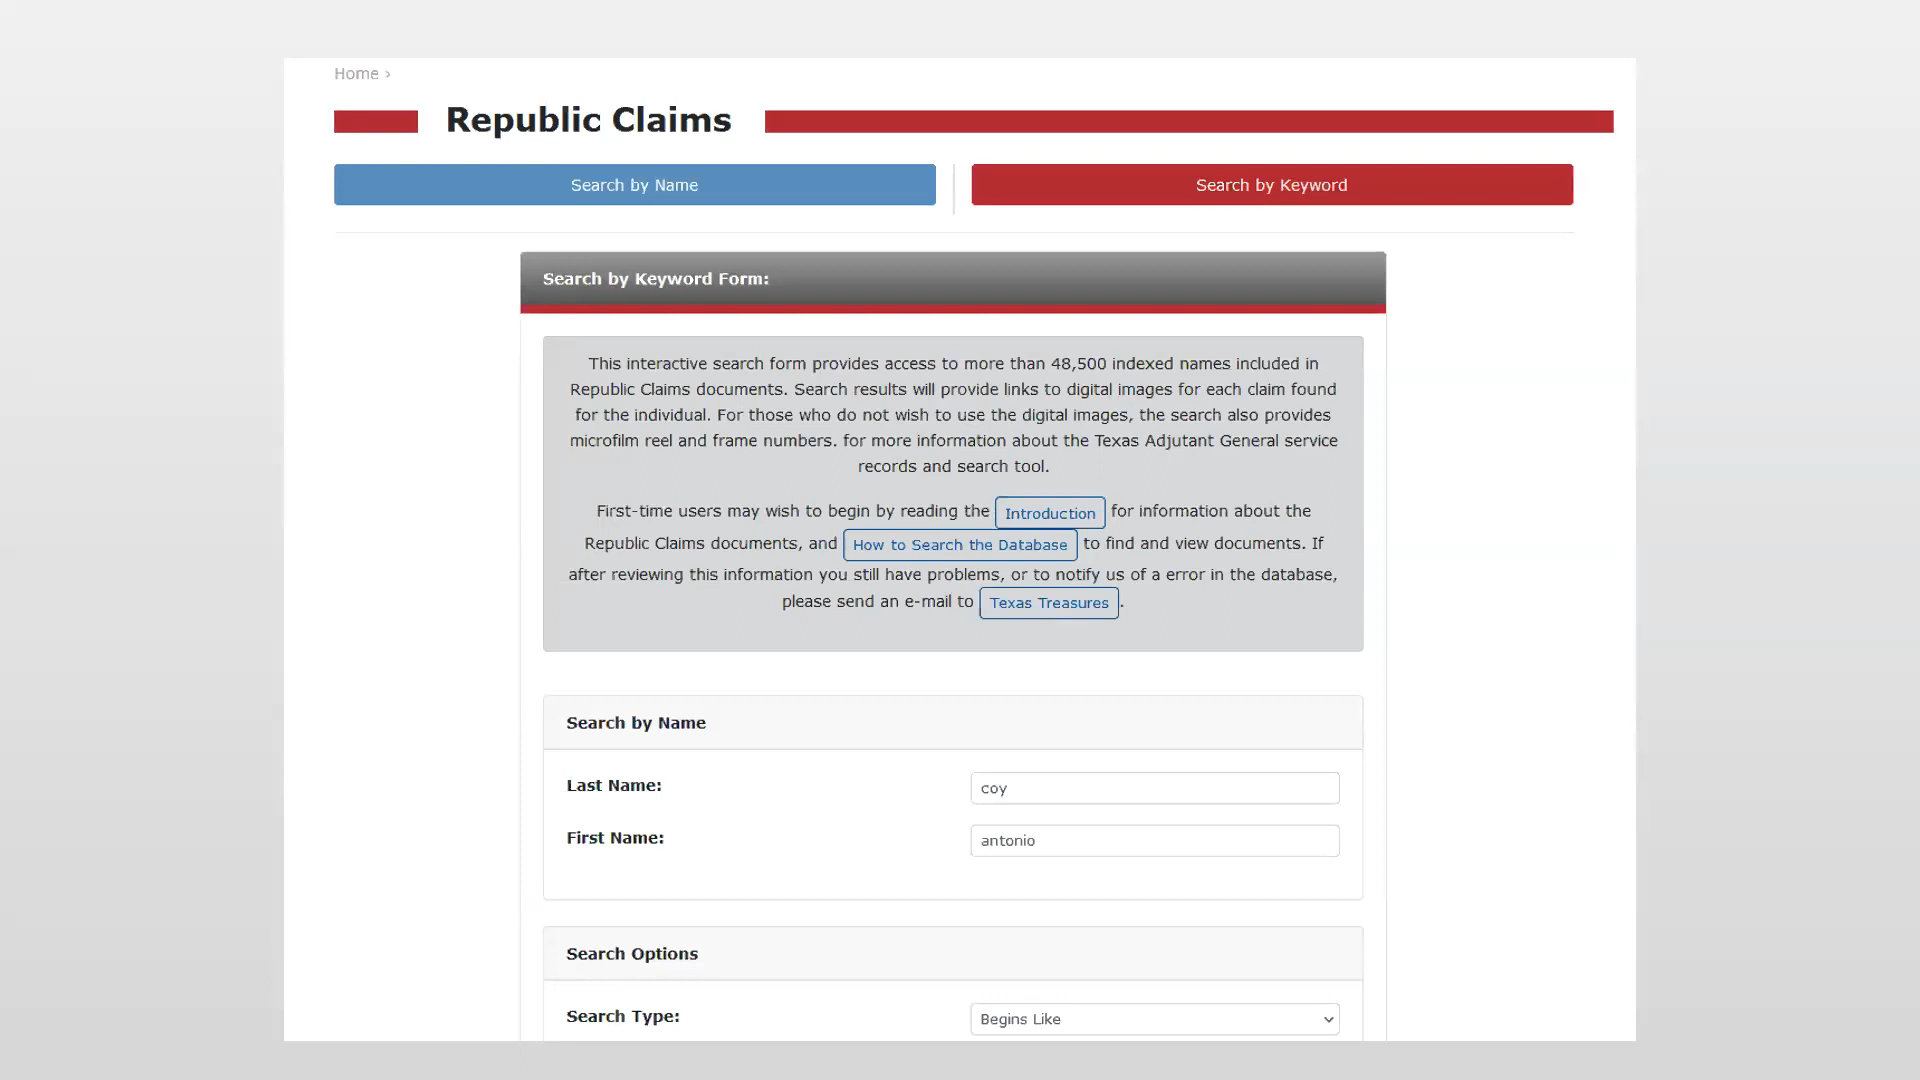 Home ›
Republic Claims
Search by Name
Search by Keyword
Search by Keyword Form:
This interactive search form provides access to more than 48,500 indexed names included in
Republic Claims documents. Search results will provide links to digital images for each claim found
for the individual. For those who do not wish to use the digital images, the search also provides
microfilm reel and frame numbers. for more information about the Texas Adjutant General service
records and search tool.
First-time users may wish to begin by reading the Introduction for information about the
Republic Claims documents, and How to Search the Database to find and view documents. If
after reviewing this information you still have problems, or to notify us of a error in the database,
please send an e-mail to Texas Treasures.
Search by Name
Last Name: coy
First Name: antonio
Search Options
Search Type: Begins Like